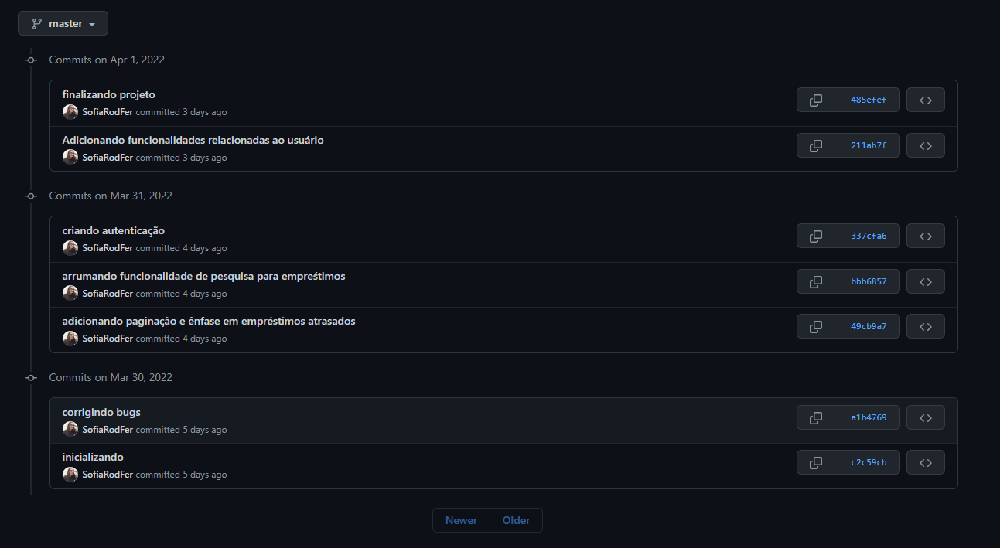 master
Commits on Apr 1, 2022
finalizando projeto
485efef
SofiaRodFer committed 3 days ago
Adicionando funcionalidades relacionadas ao usuário
211ab7f
SofiaRodFer committed 3 days ago
Commits on Mar 31, 2022
criando autenticação
337cfa6
SofiaRodFer committed 4 days ago
arrumando funcionalidade de pesquisa para empreśtimos
bbb6857
SofiaRodFer committed 4 days ago
adicionando paginação e ênfase em empréstimos atrasados
49cb9a7
SofiaRodFer committed 4 days ago
Commits on Mar 30, 2022
corrigindo bugs
a1b4769
SofiaRodFer committed 5 days ago
inicializando
c2c59cb
SofiaRodFer committed 5 days ago
Newer Older